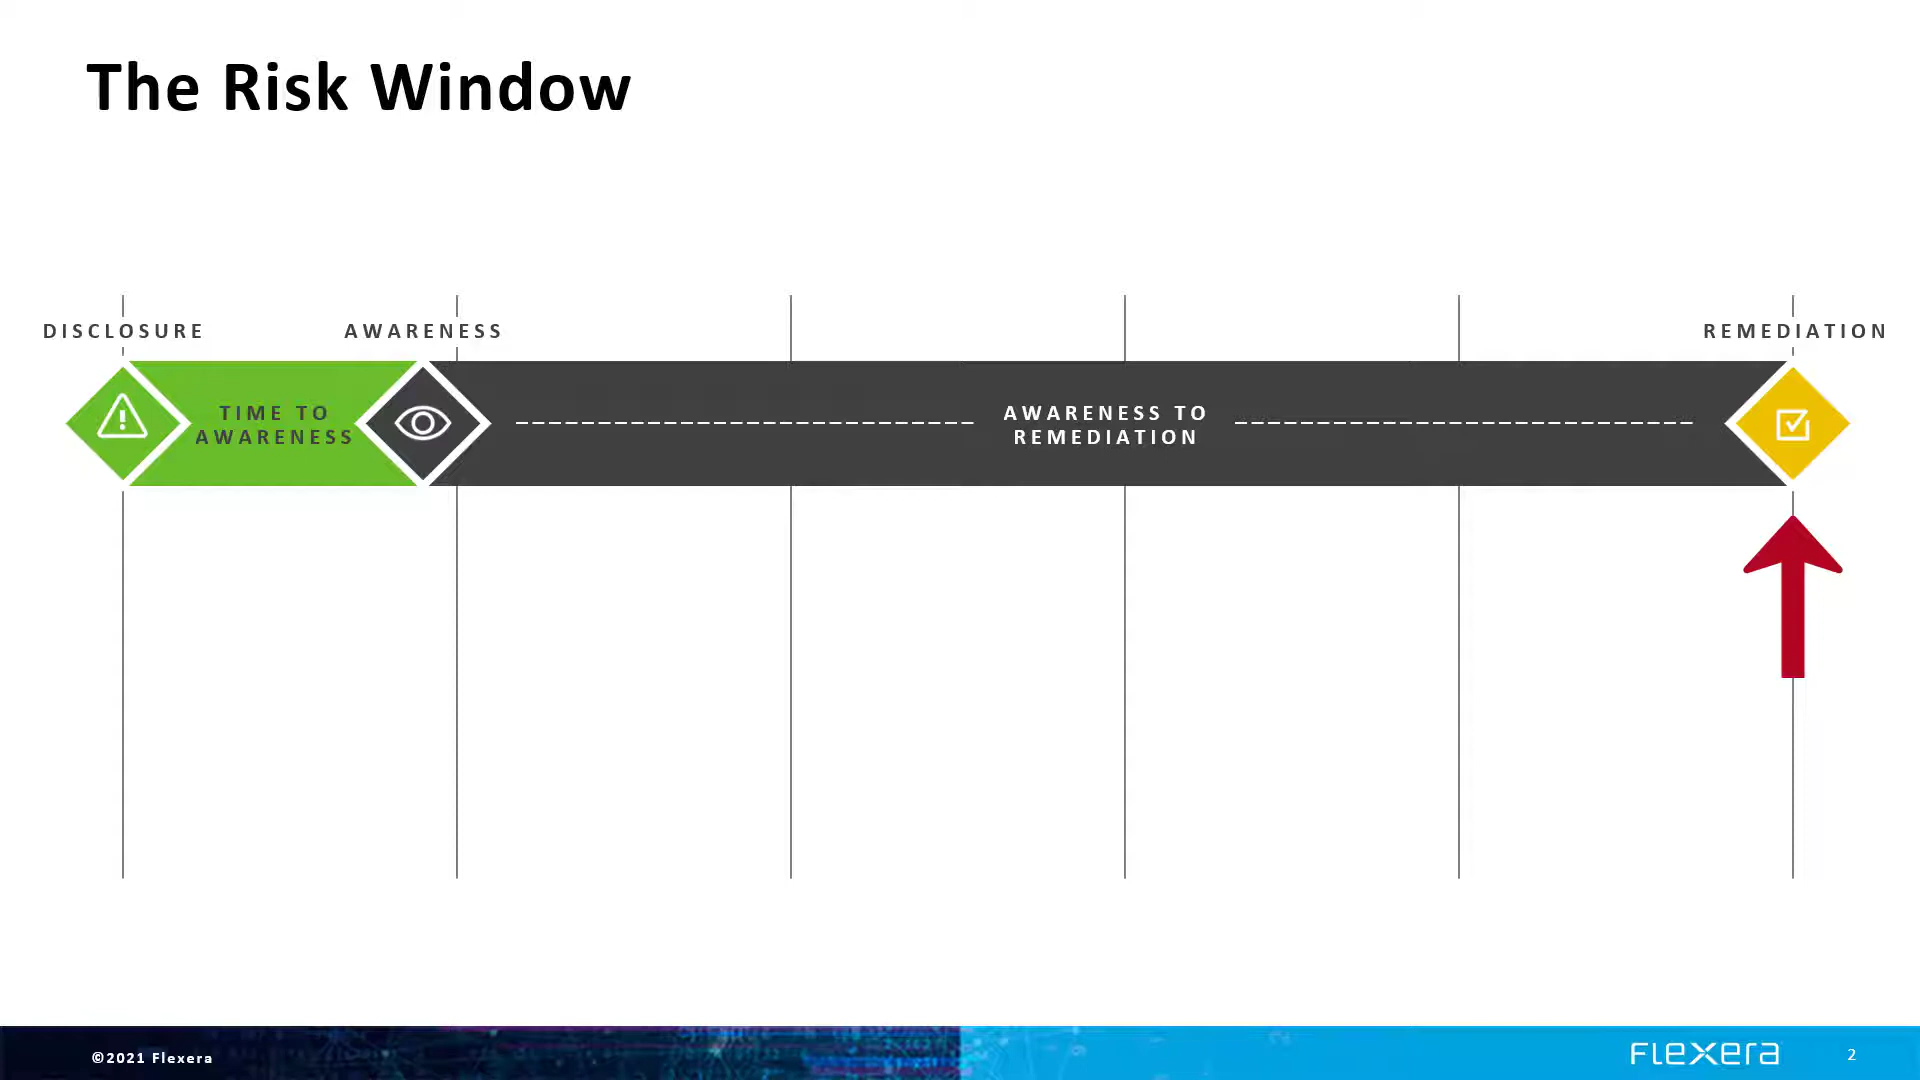 The Risk Window
DISCLOSURE
AWARENESS
REMEDIATION
TIME TO
AWARENESS
AWARENESS TO
REMEDIATION
©2021 Flexera
FLEXERA
2